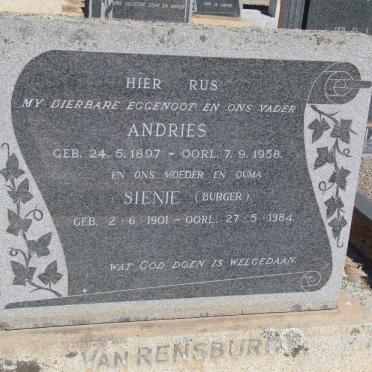 HIER RUS
MY DIERBARE EGGENOOT EN ONS VADER
ANDRIES
GEB. 24.5.1897 - OORL. 7.9.1958.
EN ONS MOEDER EN OUMA
SIENIE (BURGER)
GEB. 2-6-1901 - OORL. 27-5-1984.
WAT GOD DOEN IS WELGEDAAN.
VAN RENSBURG